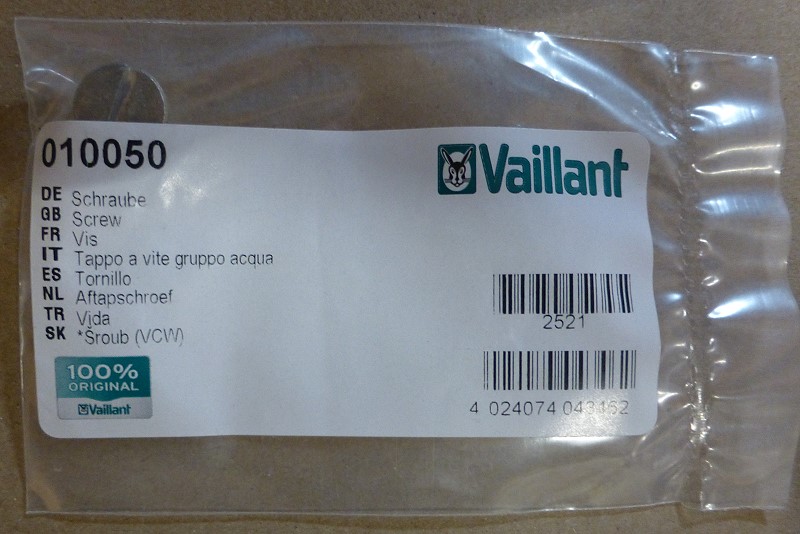 010050
Vaillant
DE Schraube
GB Screw
FR Vis
IT Tappo a vite gruppo acqua
ES Tornillo
NL Aftapschroef
TR Vida
SK *Šroub (VCW)
2521
100%
ORIGINAL
Vaillant
4 024074